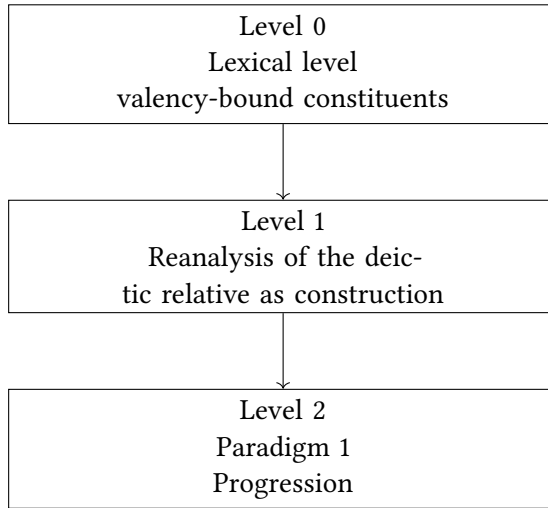 Level 0
Lexical level
valency-bound constituents
Level 1
Reanalysis of the deic-
tic relative as construction
Level 2
Paradigm 1
Progression